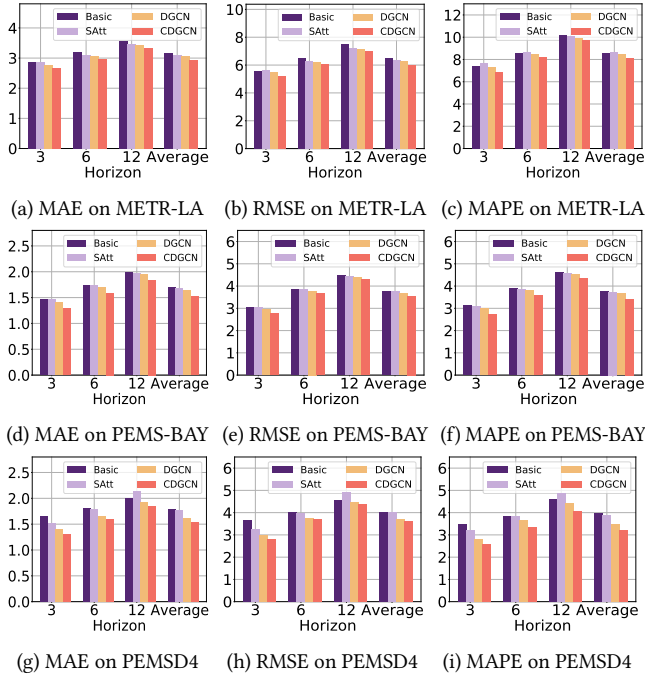 4
3
2
1
0
Basic
SAtt
DGCN
CDGCN
3 6 12 Average
Horizon
(a) MAE on METR-LA
10
8
6
4
2
0
Basic
SAtt
DGCN
CDGCN
3 6 12 Average
Horizon
(b) RMSE on METR-LA
12
10
8
6
4
2
0
Basic
SAtt
DGCN
CDGCN
3 6 12 Average
Horizon
(c) MAPE on METR-LA
2.5
2.0
1.5
1.0
0.5
0.0
Basic
SAtt
DGCN
CDGCN
3 6 12 Average
Horizon
(d) MAE on PEMS-BAY
6
5
4
3
2
1
0
Basic
SAtt
DGCN
CDGCN
3 6 12 Average
Horizon
(e) RMSE on PEMS-BAY
6
5
4
3
2
1
0
Basic
SAtt
DGCN
CDGCN
3 6 12 Average
Horizon
(f) MAPE on PEMS-BAY
2.5
2.0
1.5
1.0
0.5
0.0
Basic
SAtt
DGCN
CDGCN
3 6 12 Average
Horizon
(g) MAE on PEMSD4
6
5
4
3
2
1
0
Basic
SAtt
DGCN
CDGCN
3 6 12 Average
Horizon
(h) RMSE on PEMSD4
6
5
4
3
2
1
0
Basic
SAtt
DGCN
CDGCN
3 6 12 Average
Horizon
(i) MAPE on PEMSD4